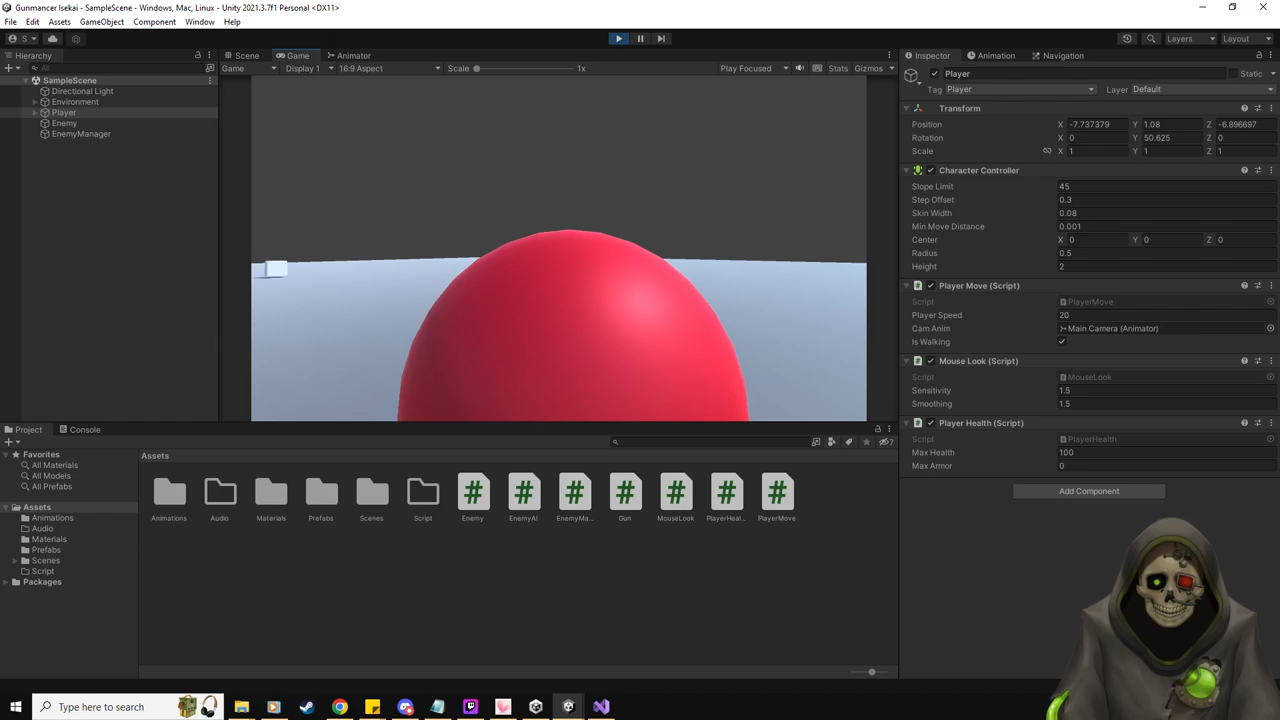 Gunmancer Isekai - SampleScene - Windows, Mac, Linux - Unity 2021.3.7f1 Personal <DX11>
File Edit Assets GameObject Component Window Help
S Layers Layout
Hierarchy Scene Game Animator Inspector Animation Navigation
All Game Display 1 16:9 Aspect Scale 1x Play Focused Stats Gizmos
SampleScene
Directional Light
Environment
Player
Enemy
EnemyManager
Player Static
Tag Player Layer Default
Transform
Position X -7.737379 Y 1.08 Z -6.896697
Rotation X 0 Y 50.625 Z 0
Scale X 1 Y 1 Z 1
Character Controller
Slope Limit 45
Step Offset 0.3
Skin Width 0.08
Min Move Distance 0.001
Center X 0 Y 0 Z 0
Radius 0.5
Height 2
Player Move (Script)
Script PlayerMove
Player Speed 20
Cam Anim Main Camera (Animator)
Is Walking
Mouse Look (Script)
Script MouseLook
Sensitivity 1.5
Smoothing 1.5
Player Health (Script)
Script PlayerHealth
Max Health 100
Max Armor 0
Add Component
Project Console
7
Favorites
All Materials
All Models
All Prefabs
Assets
Animations
Audio
Materials
Prefabs
Scenes
Script
Packages
Assets
Animations Audio Materials Prefabs Scenes Script Enemy EnemyAI EnemyMa... Gun MouseLook PlayerHeal... PlayerMove
Type here to search